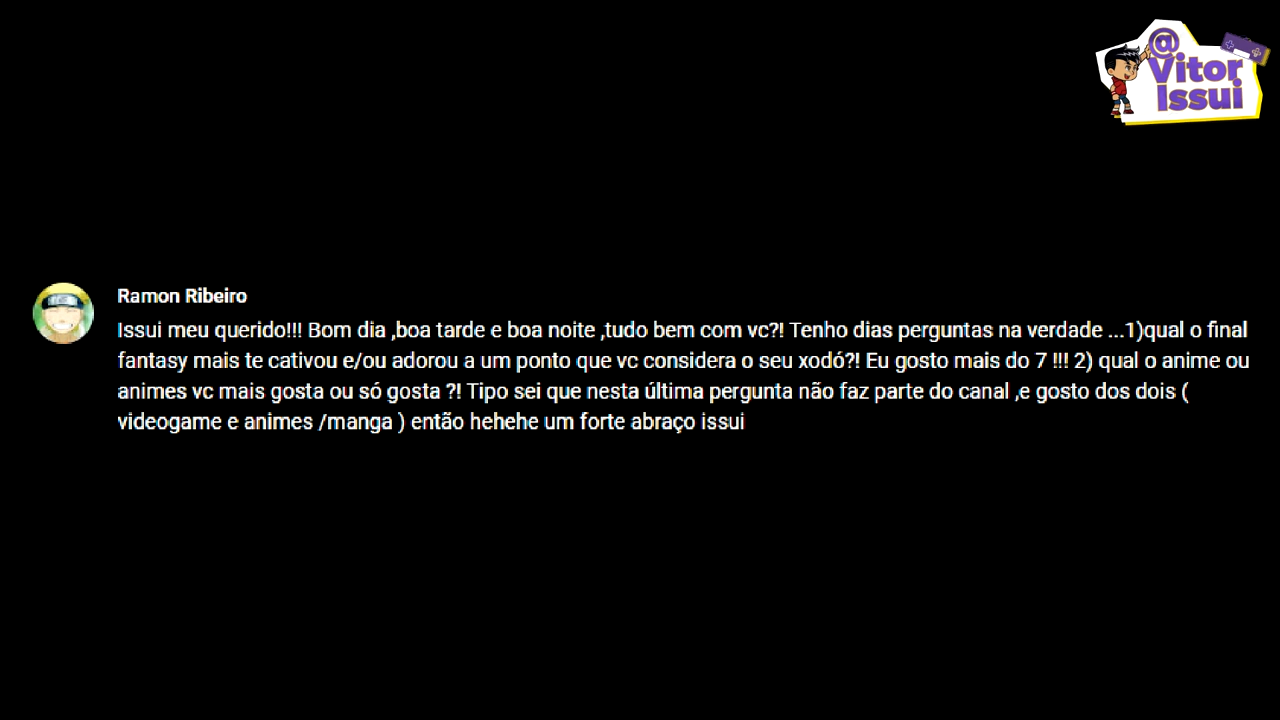 @
Vitor
Issui
Ramon Ribeiro
Issui meu querido!!! Bom dia ,boa tarde e boa noite ,tudo bem com vc?! Tenho dias perguntas na verdade ...1)qual o final
fantasy mais te cativou e/ou adorou a um ponto que vc considera o seu xodó?! Eu gosto mais do 7 !!! 2) qual o anime ou
animes vc mais gosta ou só gosta ?! Tipo sei que nesta última pergunta não faz parte do canal ,e gosto dos dois (
videogame e animes /manga ) então hehehe um forte abraço issui